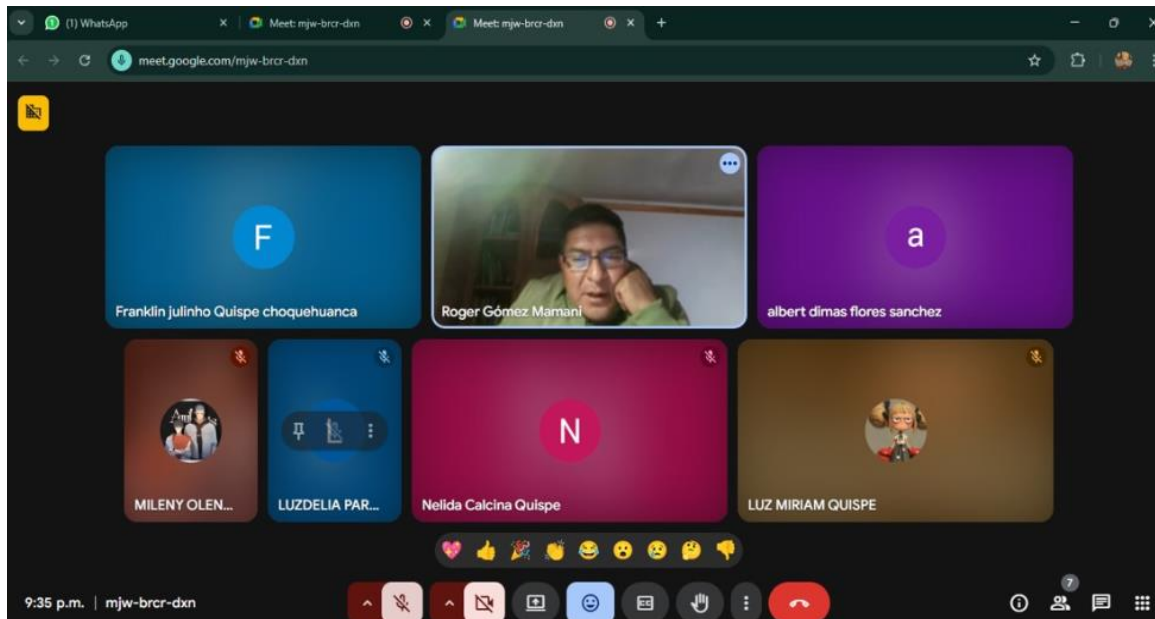 (1) WhatsApp
Meet: mjw-brcr-dxn
Meet: mjw-brcr-dxn
meet.google.com/mjw-brcr-dxn
F
a
Franklin julinho Quispe choquehuanca
Roger Gómez Mamani
albert dimas flores sanchez
N
MILENY OLEN...
LUZDELIA PAR...
Nelida Calcina Quispe
LUZ MIRIAM QUISPE
7
9:35 p.m. | mjw-brcr-dxn